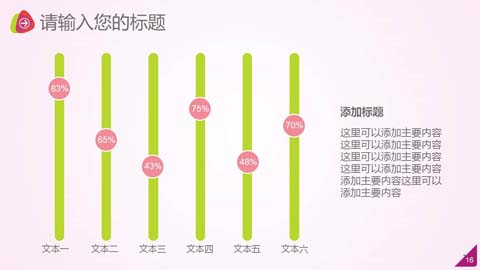 请输入您的标题
83%
65%
43%
75%
48%
70%
文本一
文本二
文本三
文本四
文本五
文本六
添加标题
这里可以添加主要内容
这里可以添加主要内容
这里可以添加主要内容
这里可以添加主要内容
添加主要内容这里可以
添加主要内容
16